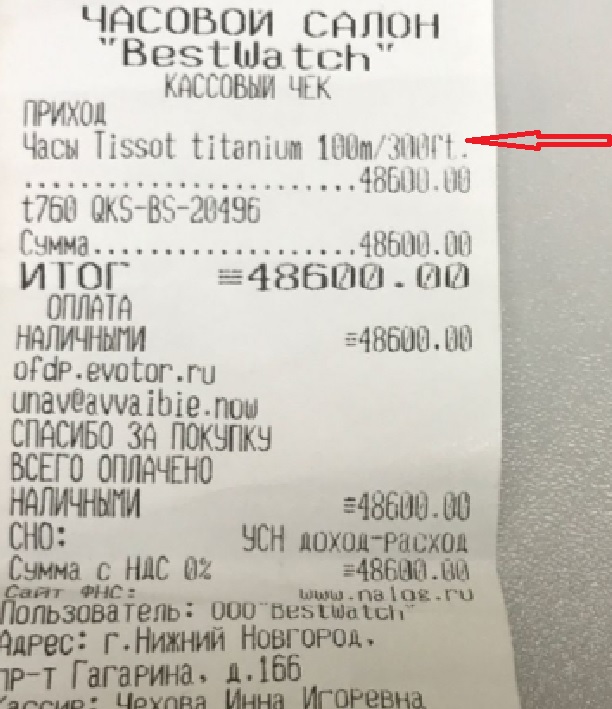 ЧАСОВОЙ САЛОН
"BestWatch"
КАССОВЫЙ ЧЕК
ПРИХОД
Часы Tissot titanium 100m/300ft.
........................48600.00
t760 QKS-BS-20496
Сумма...................48600.00
ИТОГ ≡48600.00
ОПЛАТА
НАЛИЧНЫМИ ≡48600.00
ofdp.evotor.ru
unav@avvaibie.now
СПАСИБО ЗА ПОКУПКУ
ВСЕГО ОПЛАЧЕНО
НАЛИЧНЫМИ ≡48600.00
СНО: УСН доход-расход
Сумма с НДС 0% ≡48600.00
Сайт ФНС: www.nalog.ru
Пользователь: ООО"BestWatch"
Адрес: г.Нижний Новгород,
пр-т Гагарина, д.166
Кассир: Чехова Инна Игоревна